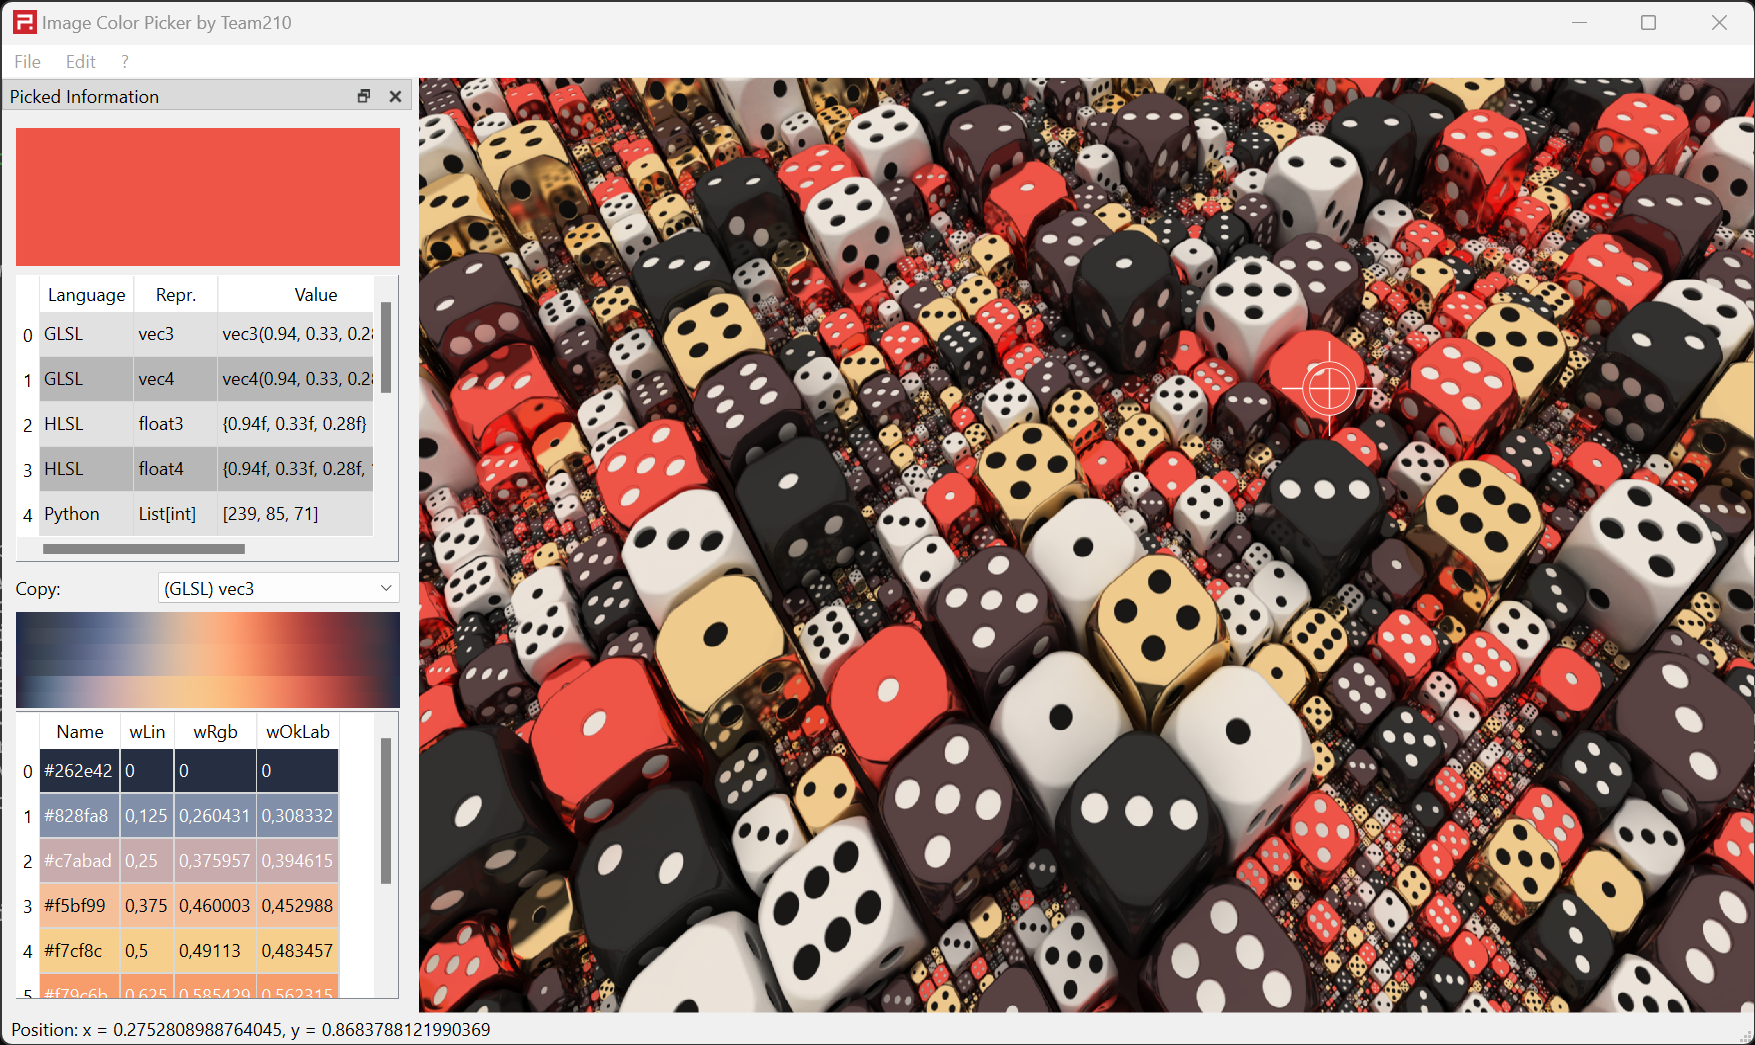 Image Color Picker by Team210
File Edit ?
Picked Information
Language Repr. Value
0 GLSL vec3 vec3(0.94, 0.33, 0.28
1 GLSL vec4 vec4(0.94, 0.33, 0.28
2 HLSL float3 {0.94f, 0.33f, 0.28f}
3 HLSL float4 {0.94f, 0.33f, 0.28f,
4 Python List[int] [239, 85, 71]
Copy: (GLSL) vec3
Name wLin wRgb wOkLab
0 #262e42 0 0 0
1 #828fa8 0,125 0,260431 0,308332
2 #c7abad 0,25 0,375957 0,394615
3 #f5bf99 0,375 0,460003 0,452988
4 #f7cf8c 0,5 0,49113 0,483457
5 #f79c6b 0,625 0,585429 0,562315
Position: x = 0.2752808988764045, y = 0.8683788121990369